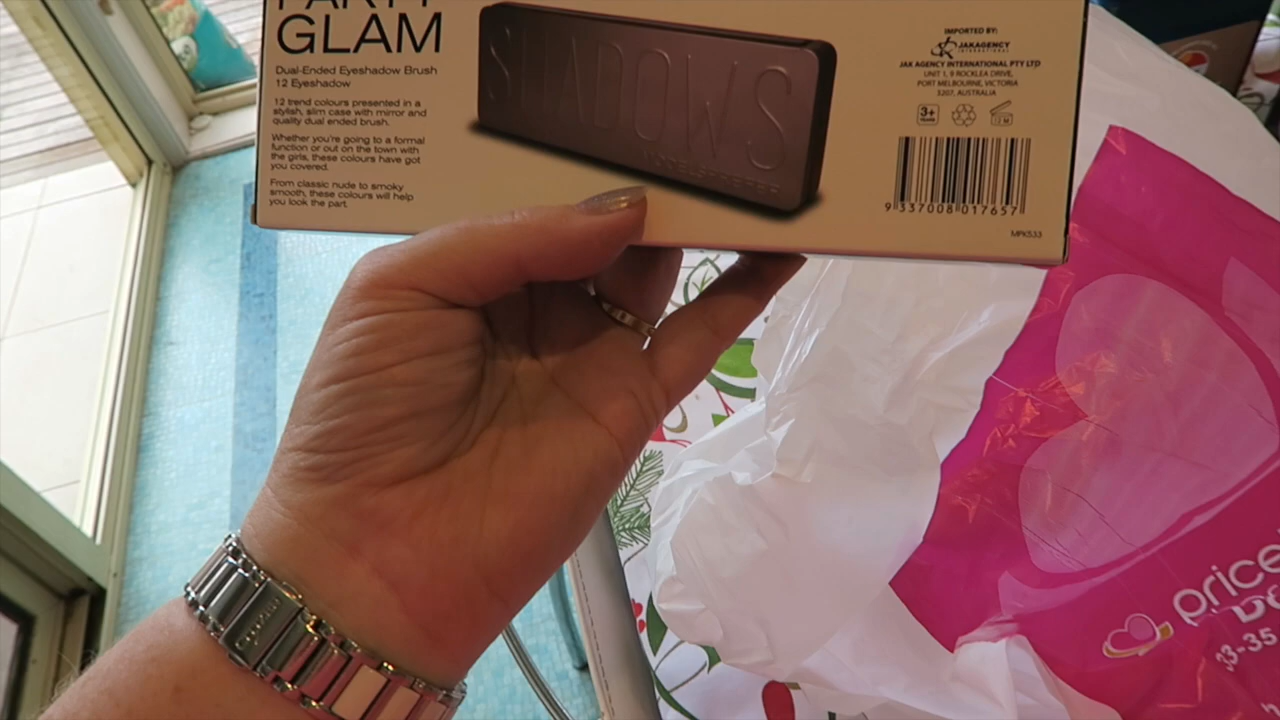 PARTY
GLAM
Dual-Ended Eyeshadow Brush
12 Eyeshadow
12 trend colours presented in a
stylish, slim case with mirror and
quality dual ended brush.
Whether you're going to a formal
function or out on the town with
the girls, these colours have got
you covered.
From classic nude to smoky
smooth, these colours will help
you look the part.
SHADOWS
IMPORTED BY:
JAKAGENCY
INTERNATIONAL
JAK AGENCY INTERNATIONAL PTY LTD
UNIT 1, 9 ROCKLEA DRIVE,
PORT MELBOURNE, VICTORIA
3207, AUSTRALIA
3+
9 337008 017657
MPK533
price
33-35